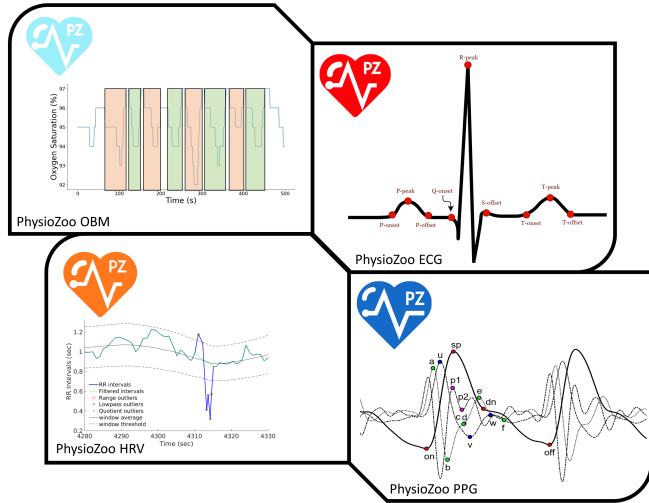 PZ
97
96
95
94
93
92
Oxygen Saturation (%)
0
100
200
300
400
500
Time (s)
PhysioZoo OBM
PZ
R-peak
P-peak
Q-onset
S-offset
T-peak
P-onset
P-offset
T-onset
T-offset
PhysioZoo ECG
PZ
1.2
1
0.8
0.6
0.4
0.2
RR Intervals (sec)
RR intervals
Filtered intervals
Range outliers
Lowpass outliers
Quotient outliers
window average
window threshold
4280
4290
4300
4310
4320
4330
Time (sec)
PhysioZoo HRV
PZ
sp
u
a
p1
e
p2
dn
c
d
w
f
v
on
b
off
PhysioZoo PPG